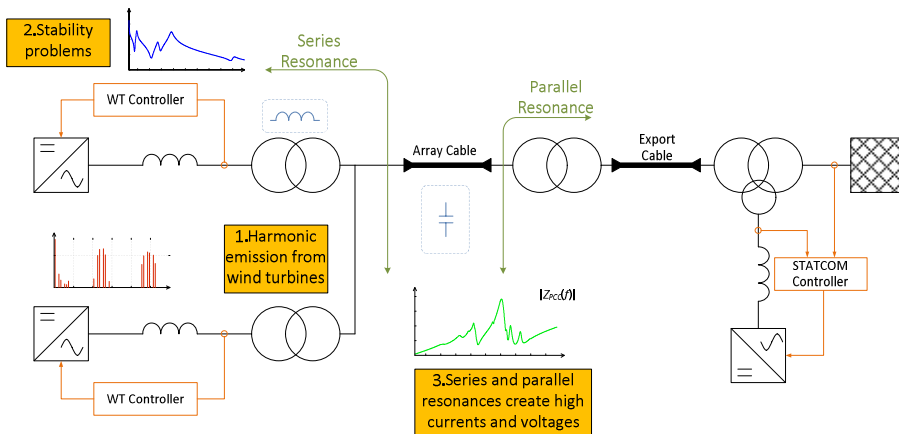 2.Stability
problems
Series
Resonance
WT Controller
Parallel
Resonance
Array Cable
Export
Cable
1.Harmonic
emission from
wind turbines
STATCOM
Controller
|Z_PCC(f)|
WT Controller
3.Series and parallel
resonances create high
currents and voltages